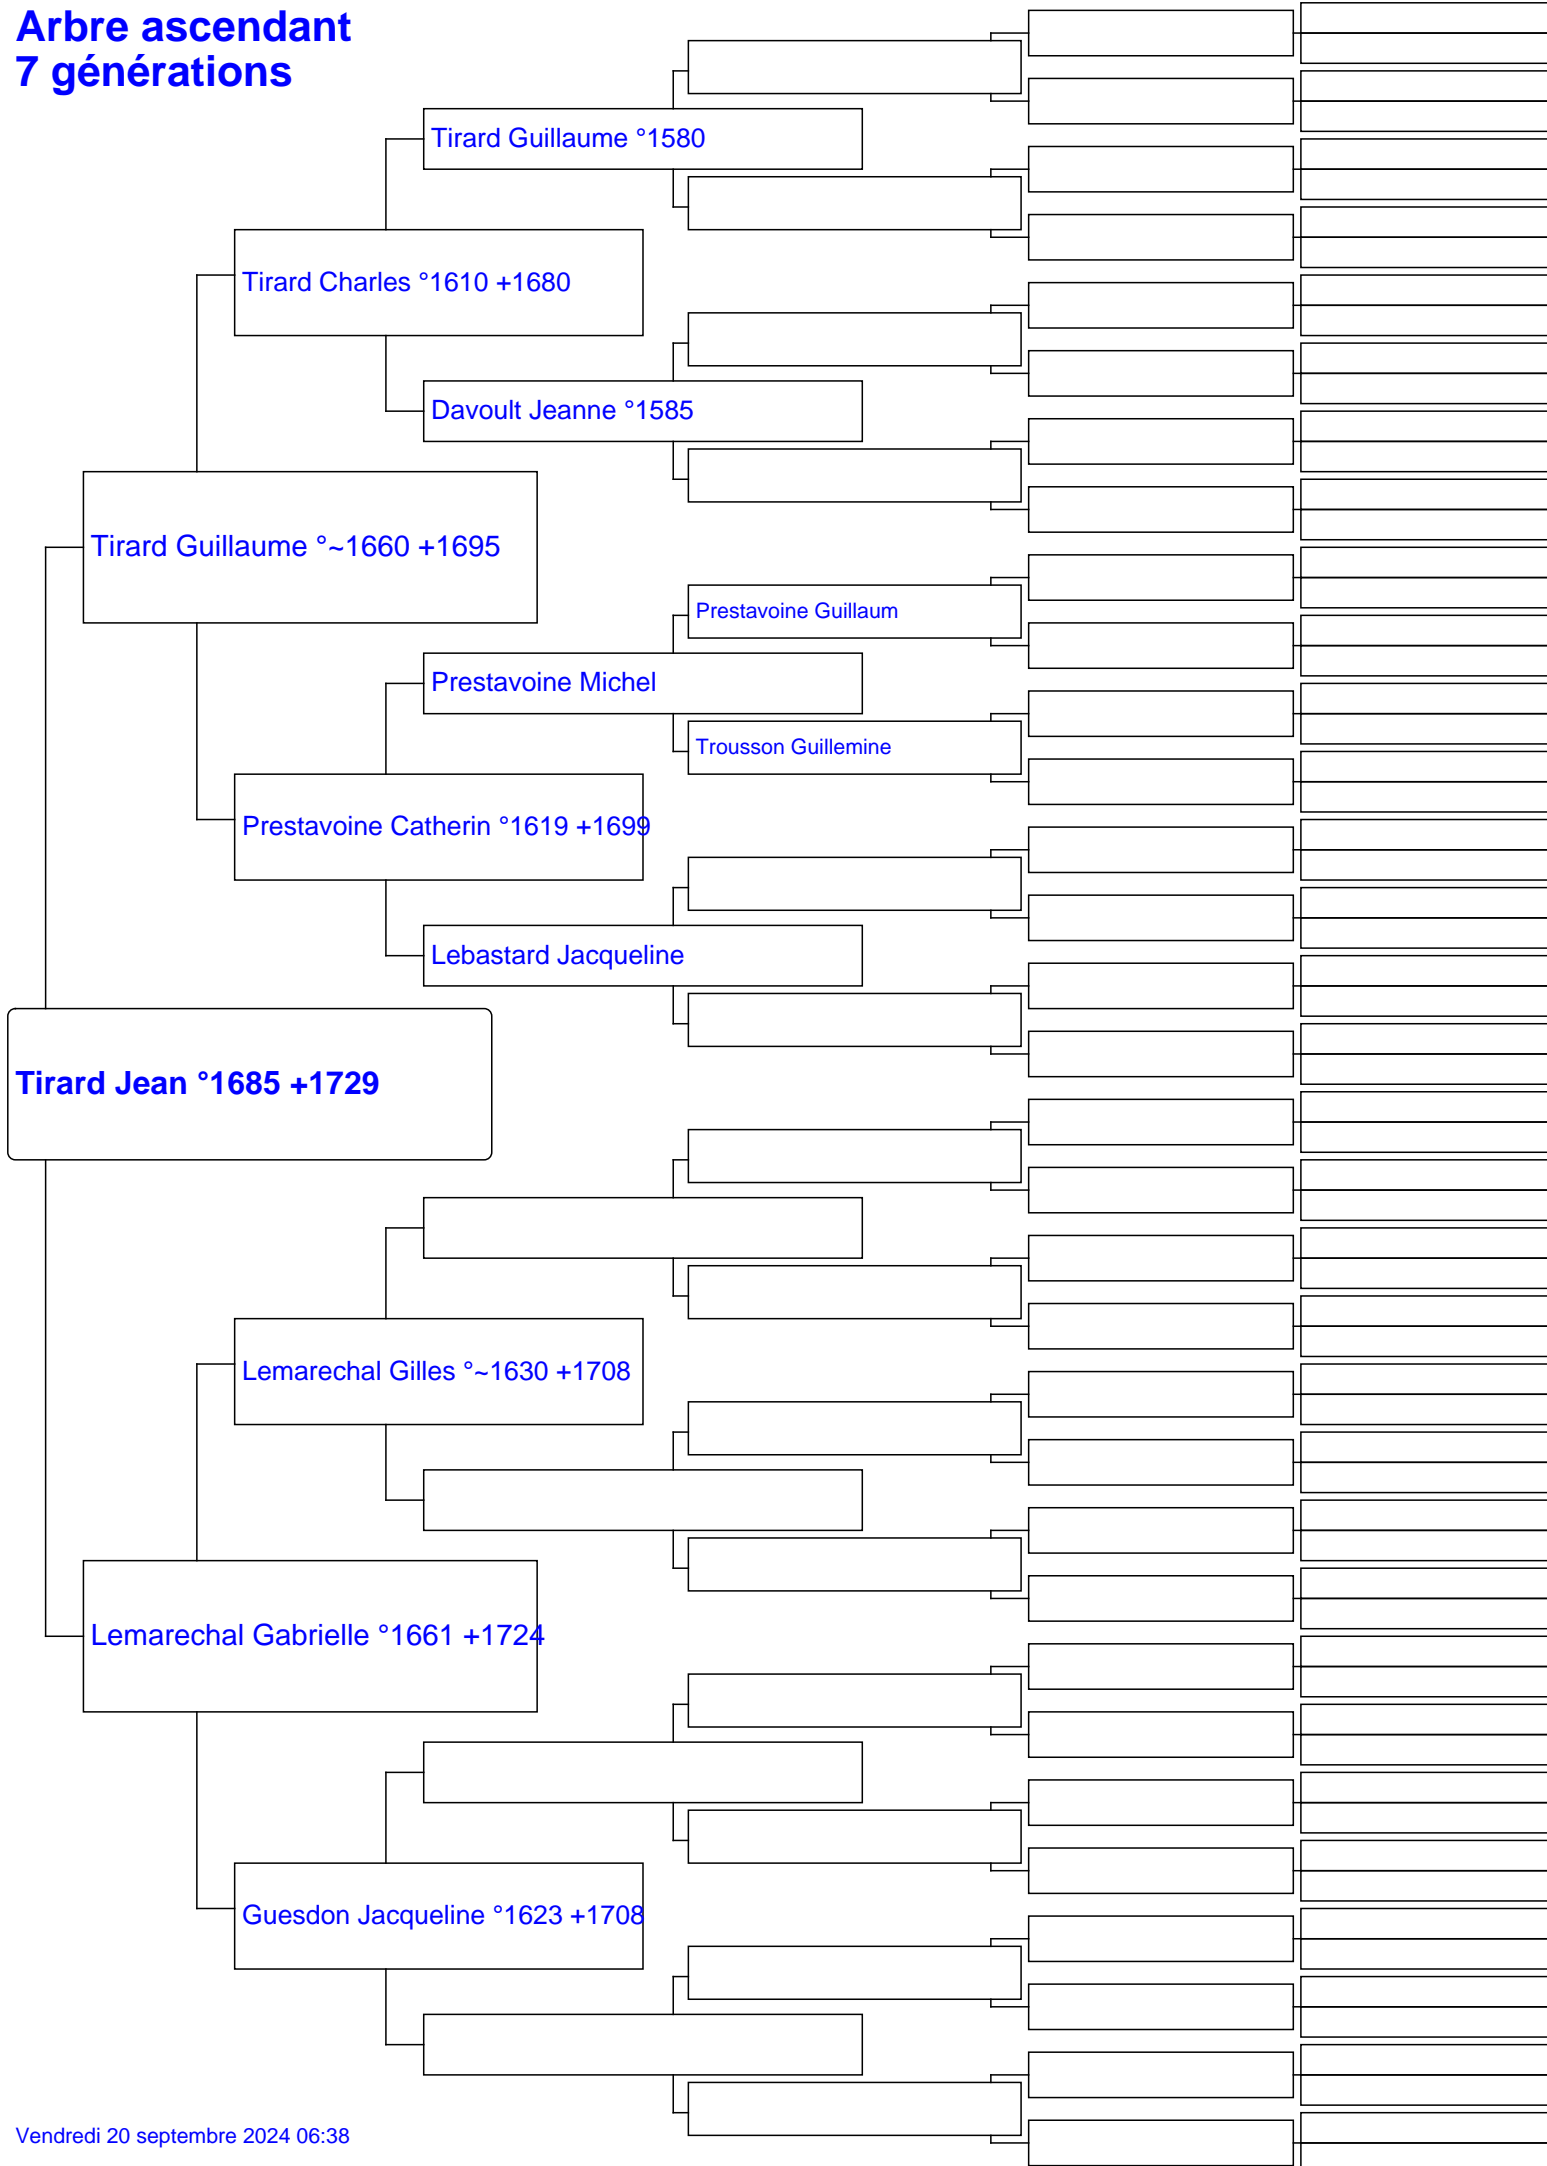 Arbre ascendant
7 générations
Tirard Guillaume °1580
Tirard Charles °1610 +1680
Davoult Jeanne °1585
Tirard Guillaume °~1660 +1695
Prestavoine Guillaum
Prestavoine Michel
Trousson Guillemine
Prestavoine Catherin °1619 +1699
Lebastard Jacqueline
Tirard Jean °1685 +1729
Lemarechal Gilles °~1630 +1708
Lemarechal Gabrielle °1661 +1724
Guesdon Jacqueline °1623 +1708
Vendredi 20 septembre 2024 06:38